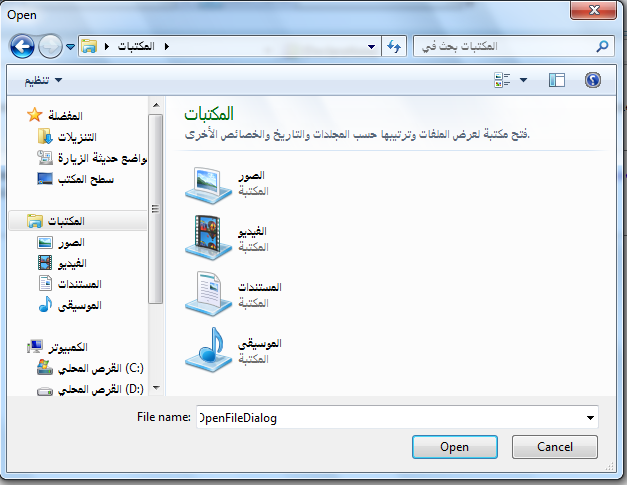 Open
المكتبات
المكتبات بحث في
تنظيم
المفضلة
التنزيلات
مواضع حديثة الزيارة
سطح المكتب
المكتبات
الصور
الفيديو
المستندات
الموسيقى
الكمبيوتر
القرص المحلي (C:)
القرص المحلي (D:)
المكتبات
فتح مكتبة لعرض الملفات وترتيبها حسب المجلدات والتاريخ والخصائص الأخرى.
الصور
المكتبة
الفيديو
المكتبة
المستندات
المكتبة
الموسيقى
المكتبة
File name:
OpenFileDialog
Open
Cancel